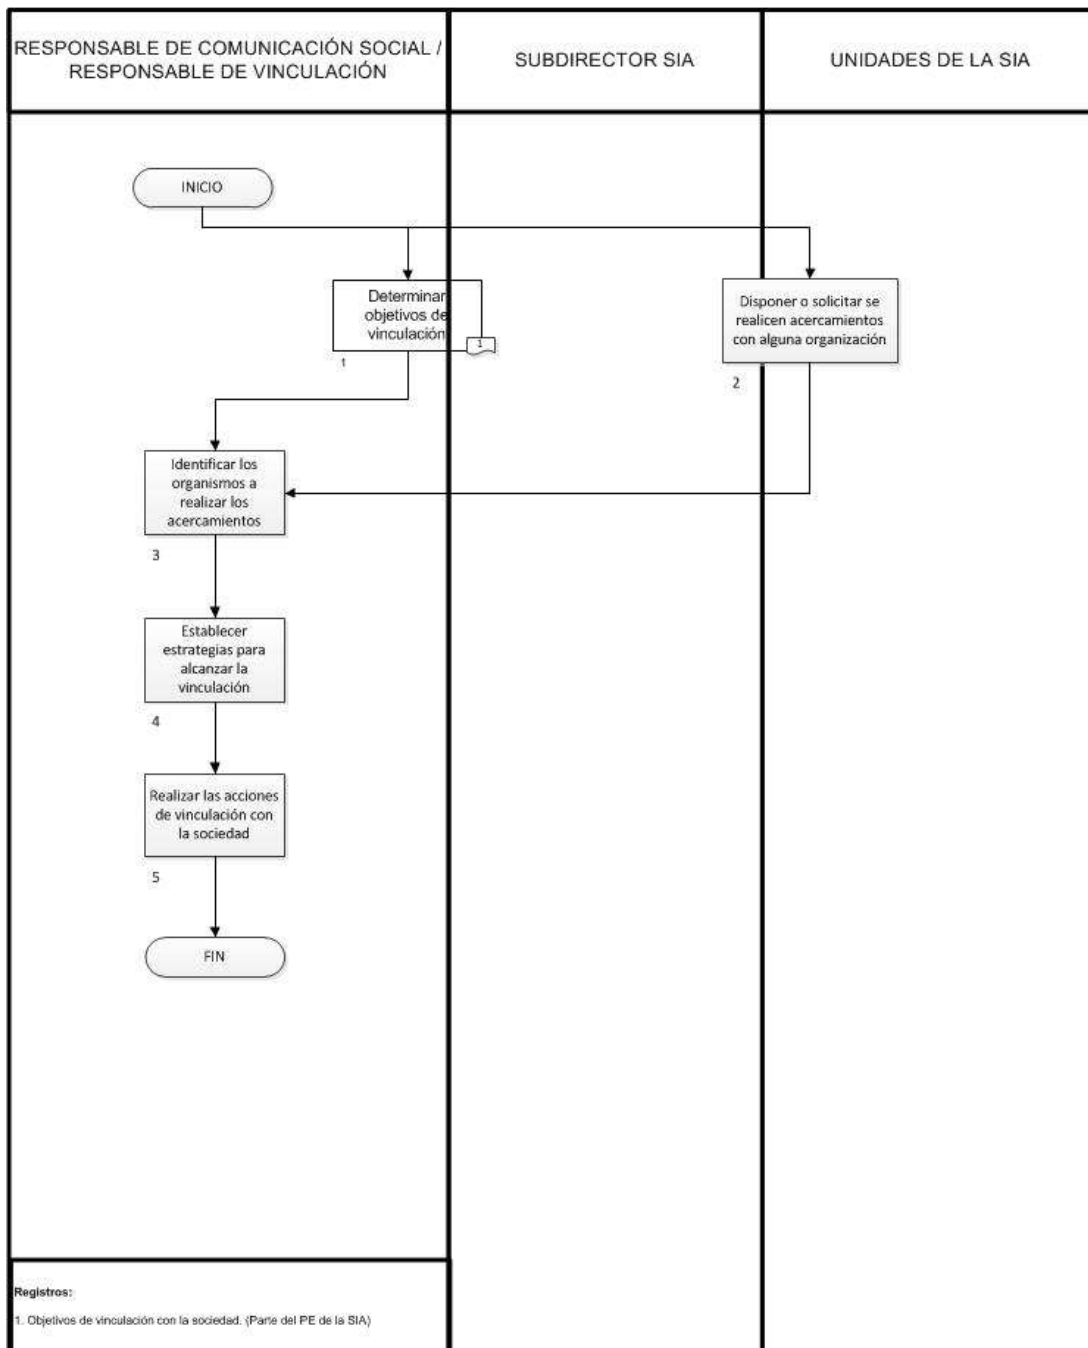 RESPONSABLE DE COMUNICACIÓN SOCIAL /
RESPONSABLE DE VINCULACIÓN
SUBDIRECTOR SIA
UNIDADES DE LA SIA
INICIO
Determinar
objetivos de
vinculación
1
1
Disponer o solicitar se
realicen acercamientos
con alguna organización
2
Identificar los
organismos a
realizar los
acercamientos
3
Establecer
estrategias para
alcanzar la
vinculación
4
Realizar las acciones
de vinculación con
la sociedad
5
FIN
Registros:
1. Objetivos de vinculación con la sociedad. (Parte del PE de la SIA)